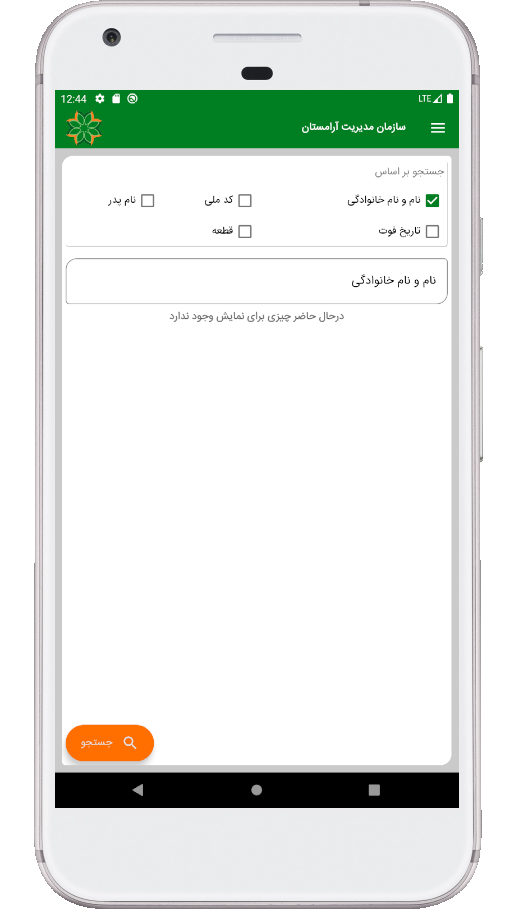 12:44 LTE
سازمان مدیریت آرامستان
جستجو بر اساس
نام و نام خانوادگی کد ملی نام پدر
تاریخ فوت قطعه
نام و نام خانوادگی
درحال حاضر چیزی برای نمایش وجود ندارد
جستجو